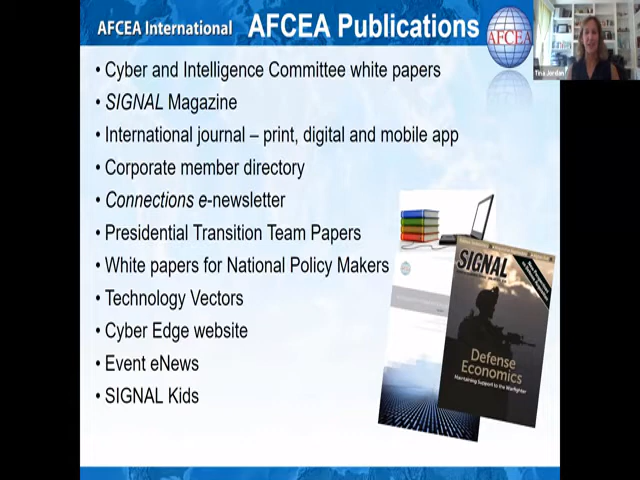 AFCEA International
AFCEA Publications
AFCEA
Tina Jordan
• Cyber and Intelligence Committee white papers
• SIGNAL Magazine
• International journal – print, digital and mobile app
• Corporate member directory
• Connections e-newsletter
• Presidential Transition Team Papers
• White papers for National Policy Makers
• Technology Vectors
• Cyber Edge website
• Event eNews
• SIGNAL Kids
SIGNAL
Defense
Economics
Maintaining Support to the Warfighter